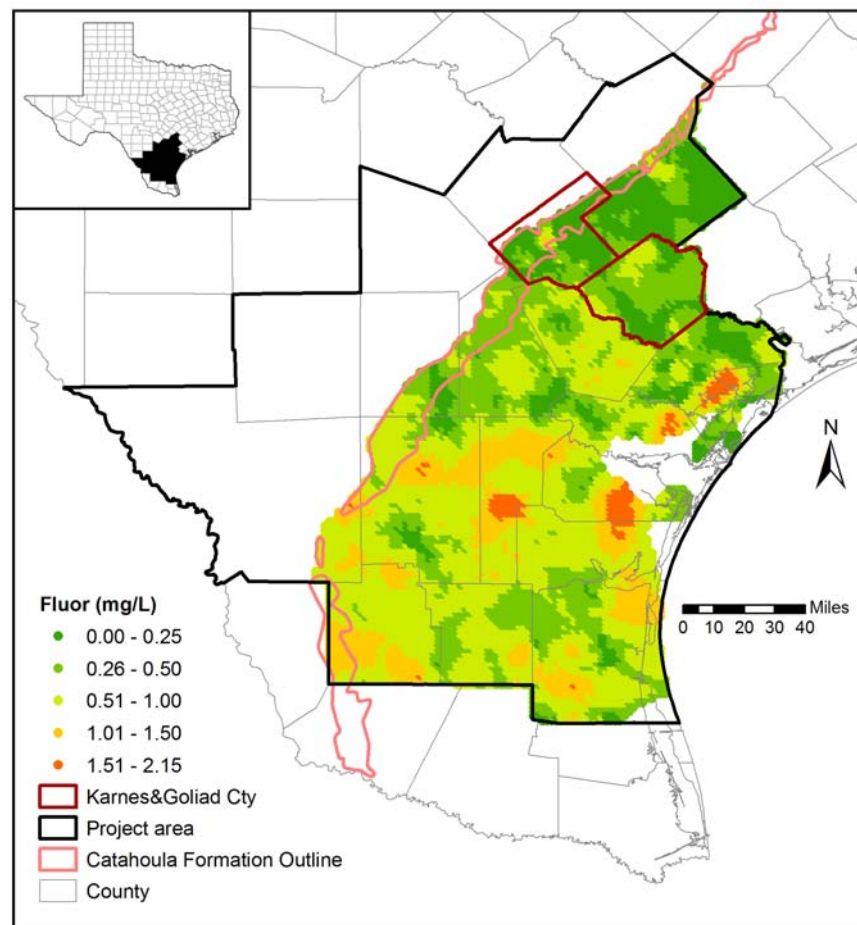 N
Miles
0 10 20 30 40
Fluor (mg/L)
0.00 - 0.25
0.26 - 0.50
0.51 - 1.00
1.01 - 1.50
1.51 - 2.15
Karnes&Goliad Cty
Project area
Catahoula Formation Outline
County